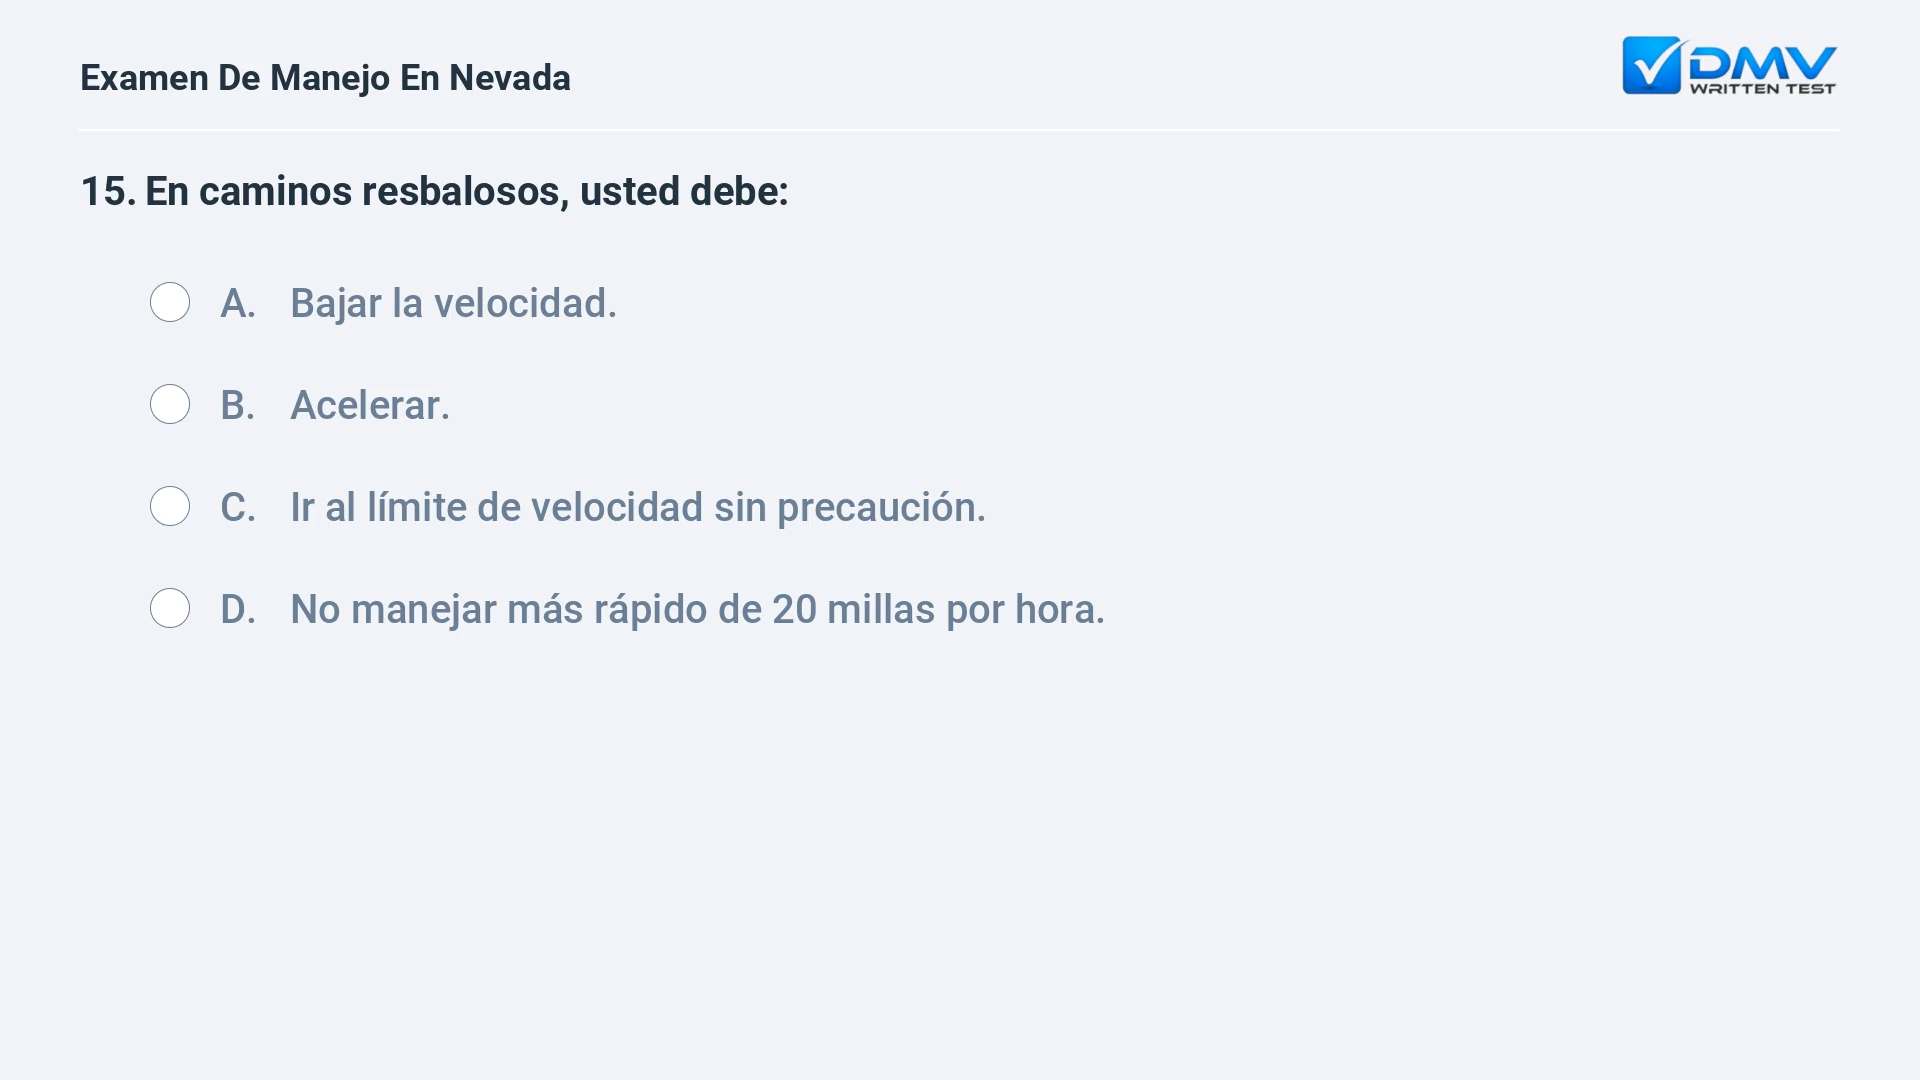 Examen De Manejo En Nevada
DMV
WRITTEN TEST
15. En caminos resbalosos, usted debe:
A. Bajar la velocidad.
B. Acelerar.
C. Ir al límite de velocidad sin precaución.
D. No manejar más rápido de 20 millas por hora.